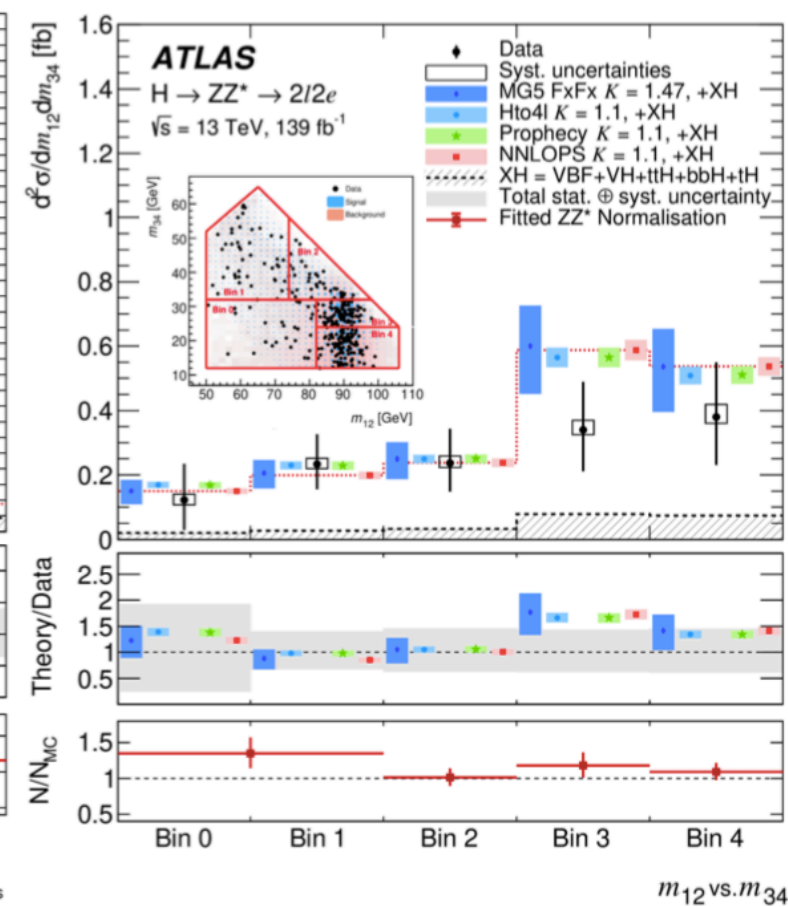 1.6
1.4
1.2
1
0.8
0.6
0.4
0.2
0
d²σ/dm₁₂dm₃₄ [fb]
ATLAS
H → ZZ* → 2l2e
√s = 13 TeV, 139 fb⁻¹
Data
Syst. uncertainties
MG5 FxFx K = 1.47, +XH
Hto4l K = 1.1, +XH
Prophecy K = 1.1, +XH
NNLOPS K = 1.1, +XH
XH = VBF+VH+ttH+bbH+tH
Total stat. ⊕ syst. uncertainty
Fitted ZZ* Normalisation
m₃₄ [GeV]
60
50
40
30
20
10
Data
Signal
Background
Bin 2
Bin 1
Bin 0
Bin 3
Bin 4
50 60 70 80 90 100 110
m₁₂ [GeV]
Theory/Data
2.5
2
1.5
1
0.5
N/N_MC
1.5
1
0.5
Bin 0 Bin 1 Bin 2 Bin 3 Bin 4
m₁₂ vs. m₃₄
s